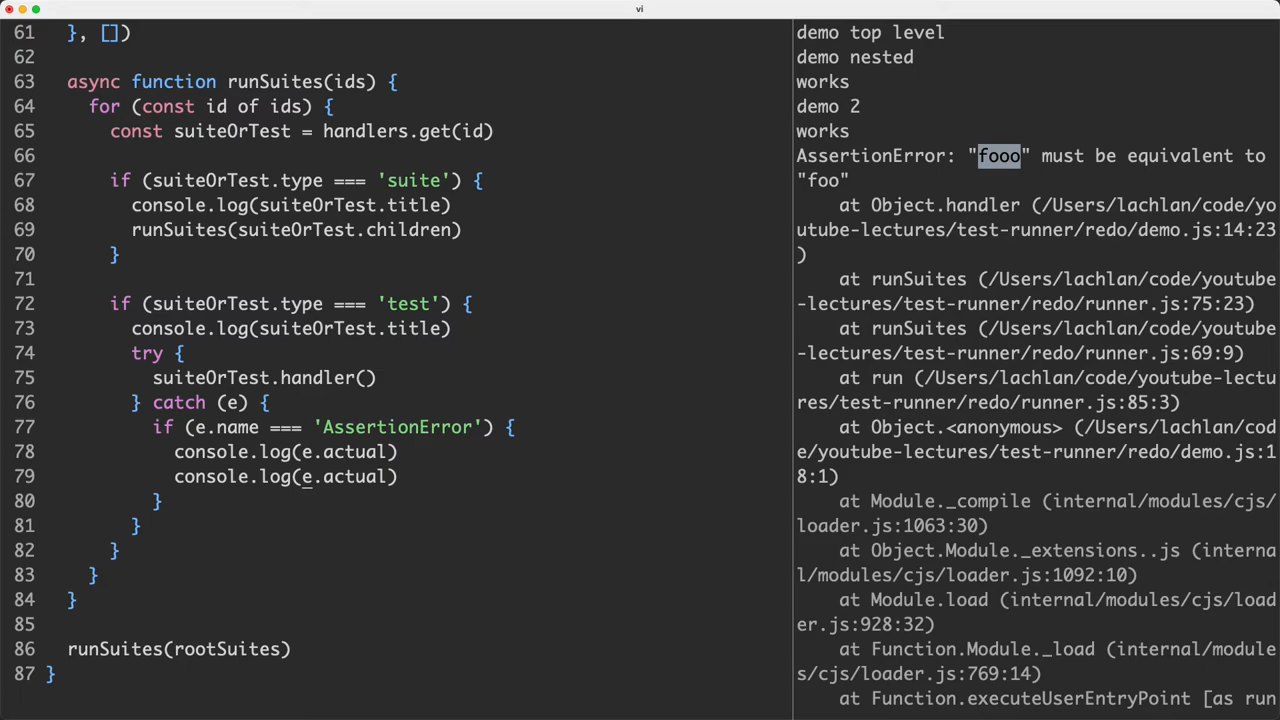 vi
61   }, [])
62
63   async function runSuites(ids) {
64     for (const id of ids) {
65       const suiteOrTest = handlers.get(id)
66
67       if (suiteOrTest.type === 'suite') {
68         console.log(suiteOrTest.title)
69         runSuites(suiteOrTest.children)
70       }
71
72       if (suiteOrTest.type === 'test') {
73         console.log(suiteOrTest.title)
74         try {
75           suiteOrTest.handler()
76         } catch (e) {
77           if (e.name === 'AssertionError') {
78             console.log(e.actual)
79             console.log(e.actual)
80           }
81         }
82       }
83     }
84   }
85
86   runSuites(rootSuites)
87 }
demo top level
demo nested
works
demo 2
works
AssertionError: "fooo" must be equivalent to
"foo"
    at Object.handler (/Users/lachlan/code/yo
utube-lectures/test-runner/redo/demo.js:14:23
)
    at runSuites (/Users/lachlan/code/youtube
-lectures/test-runner/redo/runner.js:75:23)
    at runSuites (/Users/lachlan/code/youtube
-lectures/test-runner/redo/runner.js:69:9)
    at run (/Users/lachlan/code/youtube-lectu
res/test-runner/redo/runner.js:85:3)
    at Object.<anonymous> (/Users/lachlan/cod
e/youtube-lectures/test-runner/redo/demo.js:1
8:1)
    at Module._compile (internal/modules/cjs/
loader.js:1063:30)
    at Object.Module._extensions..js (interna
l/modules/cjs/loader.js:1092:10)
    at Module.load (internal/modules/cjs/load
er.js:928:32)
    at Function.Module._load (internal/module
s/cjs/loader.js:769:14)
    at Function.executeUserEntryPoint [as run